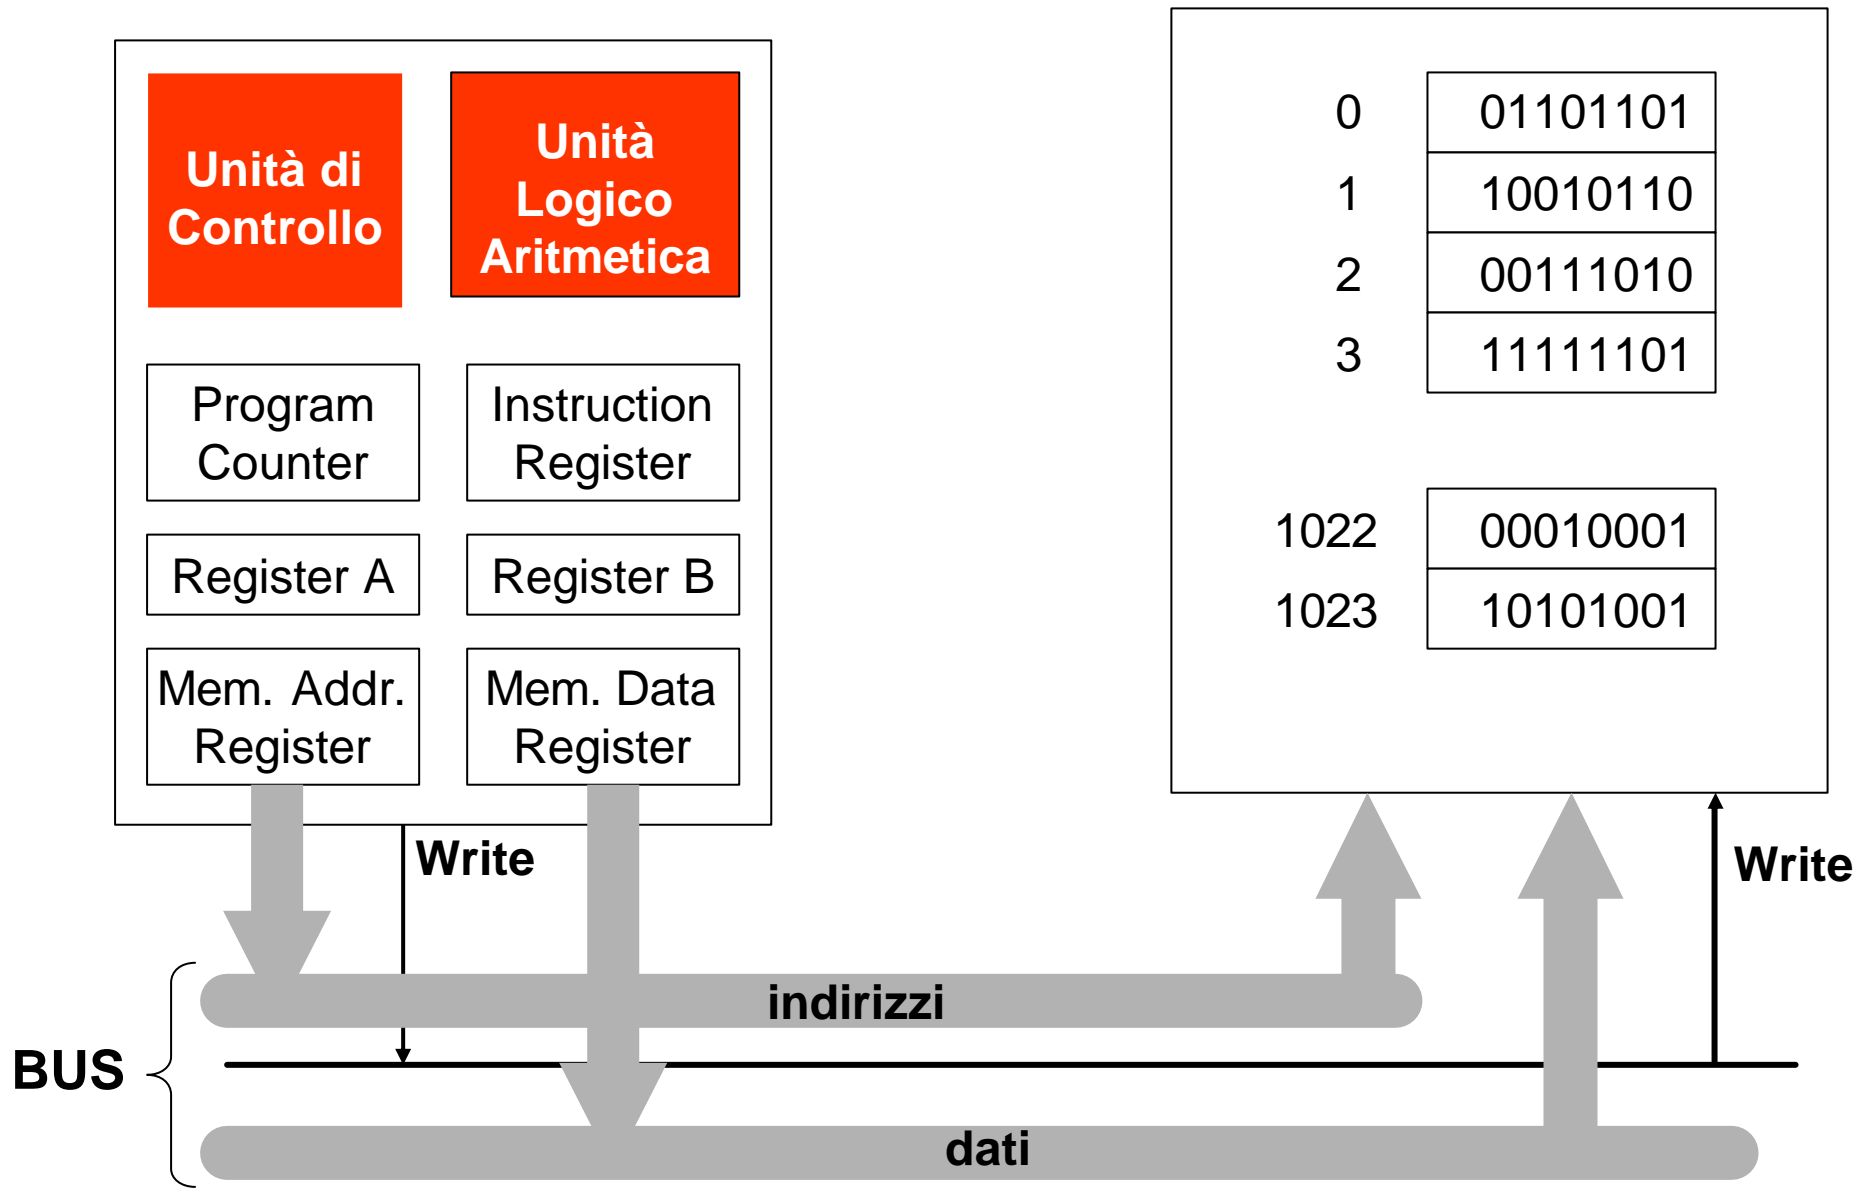 Unità di
Controllo
Unità
Logico
Aritmetica
Program
Counter
Instruction
Register
Register A
Register B
Mem. Addr.
Register
Mem. Data
Register
0 01101101
1 10010110
2 00111010
3 11111101
1022 00010001
1023 10101001
Write
Write
BUS
indirizzi
dati